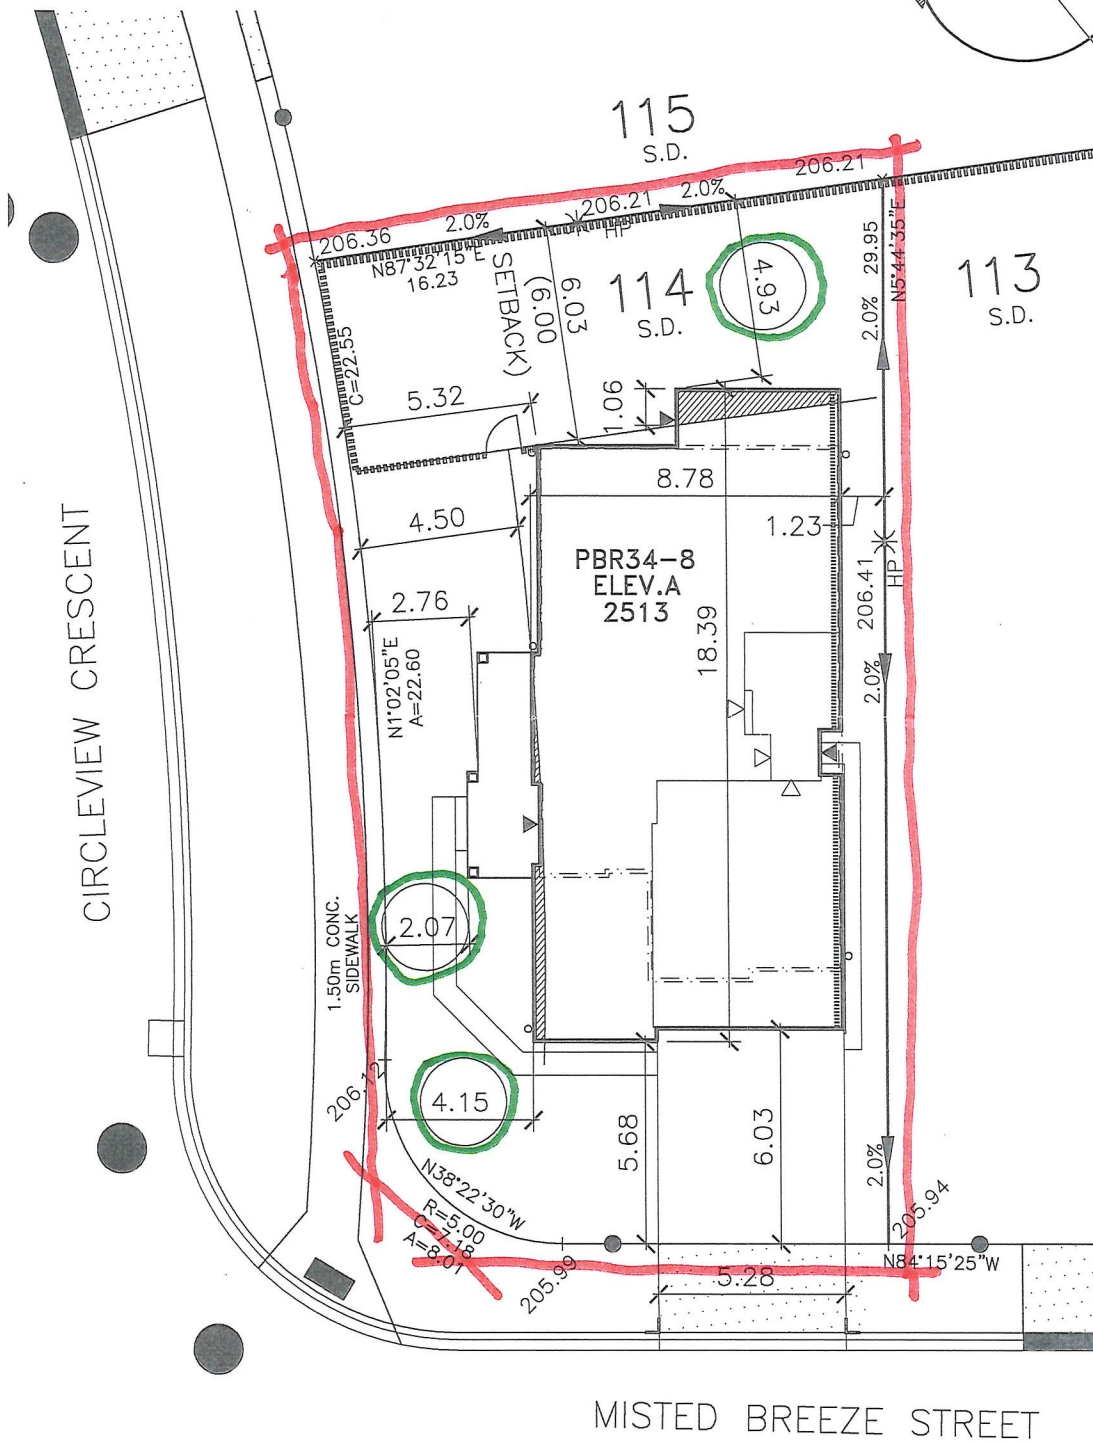 115
S.D.
206.21
2.0%
206.21
HP
2.0%
206.36
N87°32'15"E
16.23
SETBACK)
(6.00
6.03
114
S.D.
4.93
29.95
N5°44'35"E
2.0%
113
S.D.
C=22.55
5.32
1.06
8.78
4.50
1.23
PBR34-8
ELEV.A
2513
HP
206.41
2.76
18.39
N1°02'05"E
A=22.60
2.0%
CIRCLEVIEW CRESCENT
2.07
1.50m CONC.
SIDEWALK
206.12
4.15
5.68
6.03
2.0%
N38°22'30"W
R=5.00
C=7.18
A=8.01
205.94
205.99
N84°15'25"W
5.28
MISTED BREEZE STREET